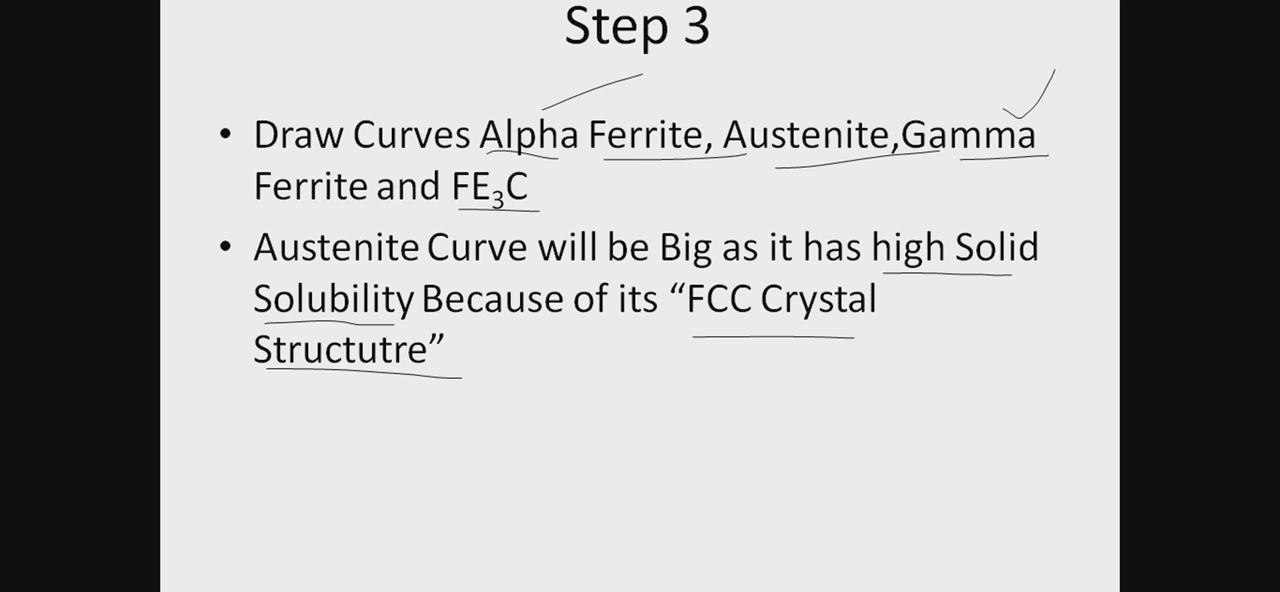 Step 3
• Draw Curves Alpha Ferrite, Austenite,Gamma
Ferrite and FE₃C
• Austenite Curve will be Big as it has high Solid
Solubility Because of its “FCC Crystal
Structutre”